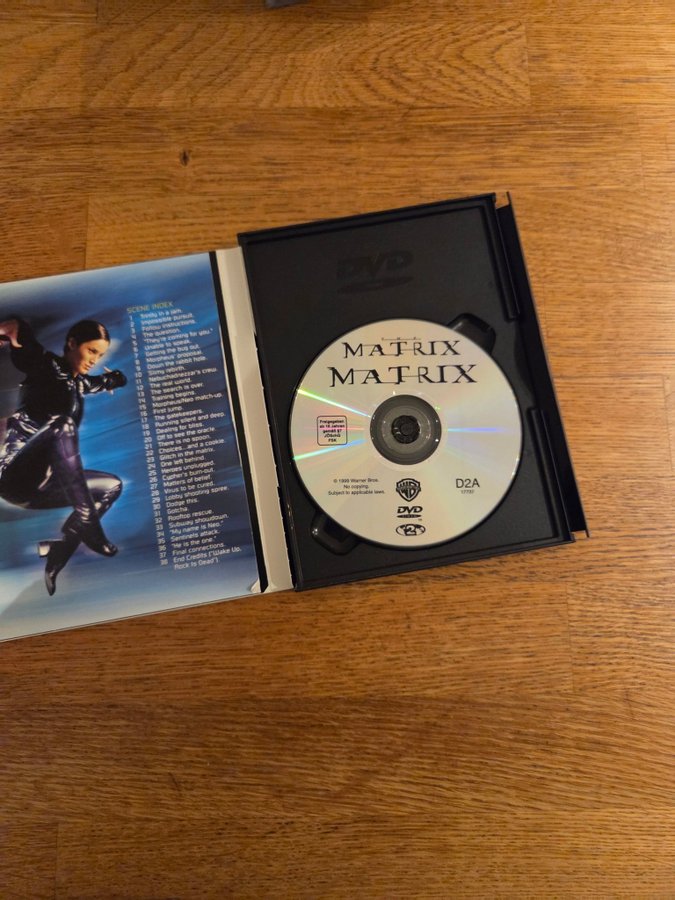 SCENE INDEX
1 Trinity in a jam.
2 Impossible pursuit.
3 Follow instructions.
4 The question.
5 "They're coming for you."
6 Unable to speak.
7 Getting the bug out.
8 Morpheus' proposal.
9 Down the rabbit hole.
10 Slimy rebirth.
11 Nebuchadnezzar's crew.
12 The real world.
13 The search is over.
14 Training begins.
15 Morpheus/Neo match-up.
16 First jump.
17 The gatekeepers.
18 Running silent and deep.
19 Dealing for bliss.
20 Off to see the oracle.
21 There is no spoon.
22 Choices...and a cookie.
23 Glitch in the matrix.
24 One left behind.
25 Heroes unplugged.
26 Cypher's burn-out.
27 Matters of belief.
28 Virus to be cured.
29 Lobby shooting spree.
30 Dodge this.
31 Gotcha.
32 Rooftop rescue.
33 Subway showdown.
34 "My name is Neo."
35 Sentinels attack.
36 "He is the one."
37 Final connections.
38 End Credits ("Wake Up,
Rock Is Dead").
DVD
THE
MATRIX
MATRIX
Freigegeben
ab 16 Jahren
gemäß §7
JÖSchG
FSK
© 1999 Warner Bros.
No copying.
Subject to applicable laws.
WB
D2A
17737
DVD
VIDEO
TM
2